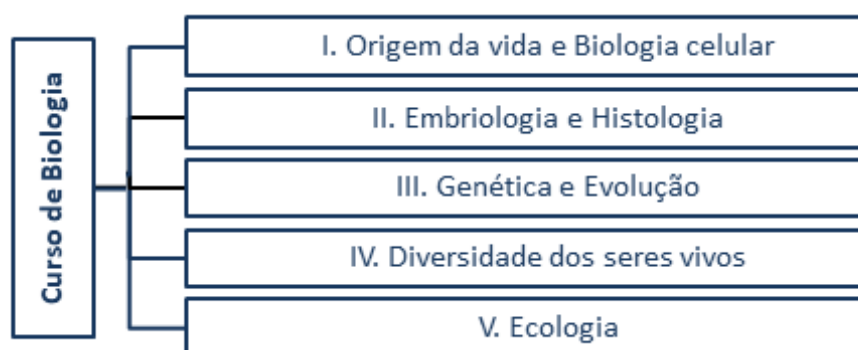 Curso de Biologia
I. Origem da vida e Biologia celular
II. Embriologia e Histologia
III. Genética e Evolução
IV. Diversidade dos seres vivos
V. Ecologia